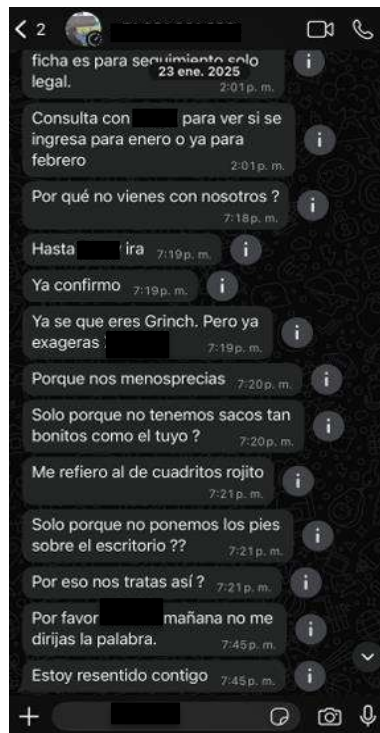 2
ficha es para seguimiento solo
23 ene. 2025
legal.
2:01 p. m.
Consulta con para ver si se
ingresa para enero o ya para
febrero
2:01 p. m.
Por qué no vienes con nosotros ?
7:18 p. m.
Hasta ira 7:19 p. m.
Ya confirmo 7:19 p. m.
Ya se que eres Grinch. Pero ya
exageras
7:19 p. m.
Porque nos menosprecias 7:20 p. m.
Solo porque no tenemos sacos tan
bonitos como el tuyo ? 7:20 p. m.
Me refiero al de cuadritos rojito
7:21 p. m.
Solo porque no ponemos los pies
sobre el escritorio ?? 7:21 p. m.
Por eso nos tratas así ? 7:21 p. m.
Por favor mañana no me
dirijas la palabra. 7:45 p. m.
Estoy resentido contigo 7:45 p. m.